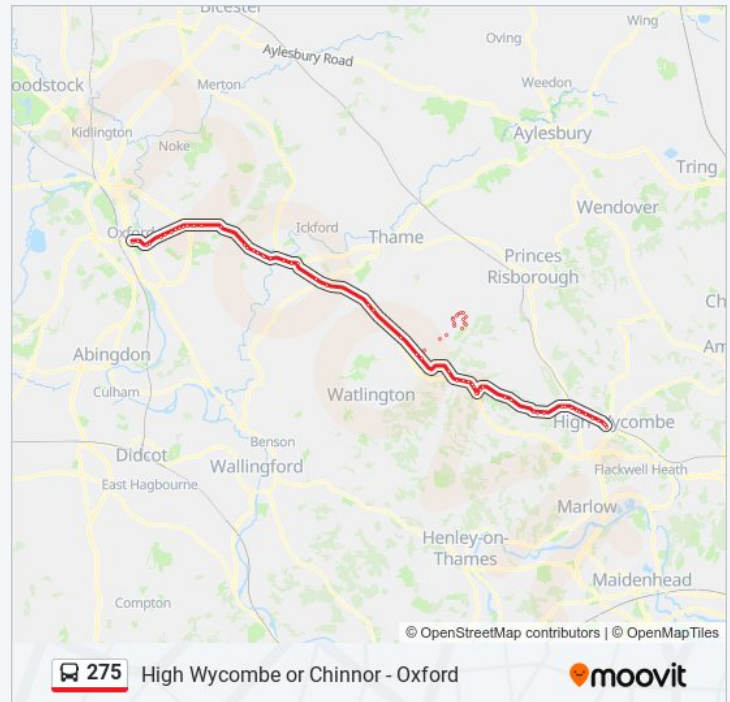 Bicester
Wing
Oving
Aylesbury Road
Weedon
oodstock
Merton
Kidlington
Aylesbury
Noke
Tring
Wendover
Ickford
Oxford
Thame
Princes
Risborough
Ch
Am
Abingdon
Watlington
Culham
High Wycombe
Benson
Didcot
Wallingford
Flackwell Heath
East Hagbourne
Marlow
Henley-on-
Thames
Maidenhead
Compton
© OpenStreetMap contributors | © OpenMapTiles
275 High Wycombe or Chinnor - Oxford
moovit